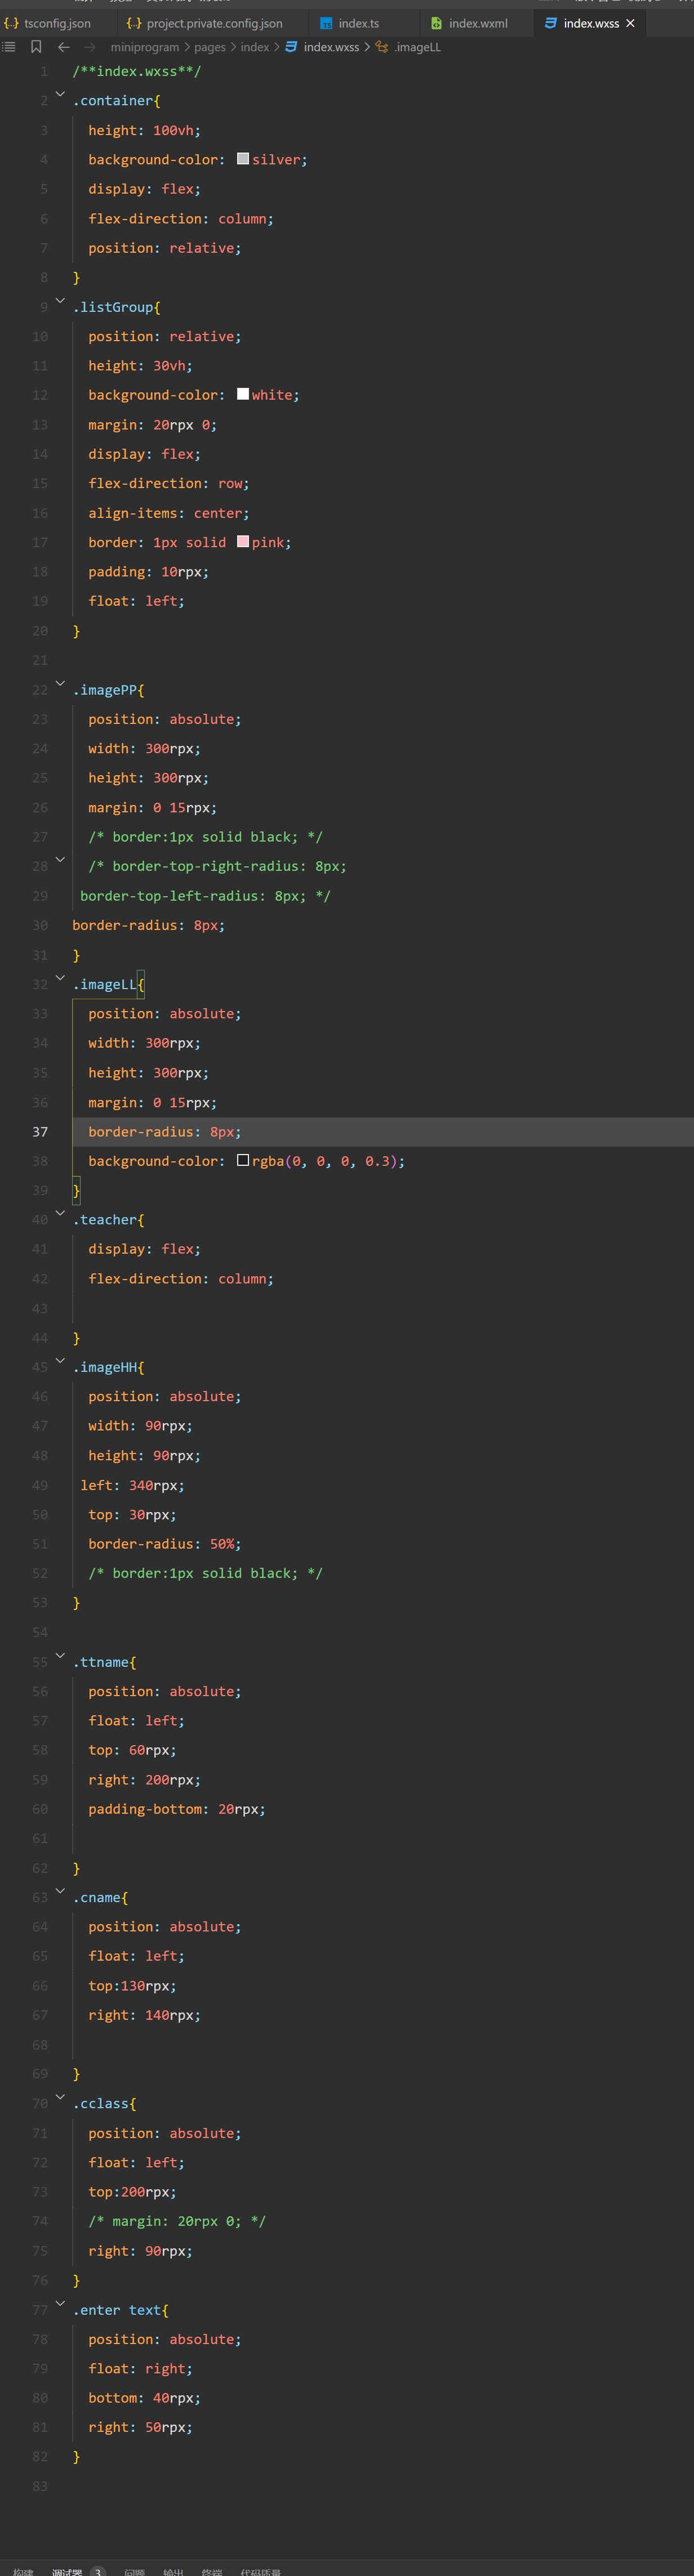 tsconfig.json project.private.config.json index.ts index.wxml index.wxss
miniprogram > pages > index > index.wxss > .imageLL
1 /**index.wxss**/
2 .container{
3 height: 100vh;
4 background-color: silver;
5 display: flex;
6 flex-direction: column;
7 position: relative;
8 }
9 .listGroup{
10 position: relative;
11 height: 30vh;
12 background-color: white;
13 margin: 20rpx 0;
14 display: flex;
15 flex-direction: row;
16 align-items: center;
17 border: 1px solid pink;
18 padding: 10rpx;
19 float: left;
20 }
21
22 .imagePP{
23 position: absolute;
24 width: 300rpx;
25 height: 300rpx;
26 margin: 0 15rpx;
27 /* border:1px solid black; */
28 /* border-top-right-radius: 8px;
29 border-top-left-radius: 8px; */
30 border-radius: 8px;
31 }
32 .imageLL{
33 position: absolute;
34 width: 300rpx;
35 height: 300rpx;
36 margin: 0 15rpx;
37 border-radius: 8px;
38 background-color: rgba(0, 0, 0, 0.3);
39 }
40 .teacher{
41 display: flex;
42 flex-direction: column;
43
44 }
45 .imageHH{
46 position: absolute;
47 width: 90rpx;
48 height: 90rpx;
49 left: 340rpx;
50 top: 30rpx;
51 border-radius: 50%;
52 /* border:1px solid black; */
53 }
54
55 .ttname{
56 position: absolute;
57 float: left;
58 top: 60rpx;
59 right: 200rpx;
60 padding-bottom: 20rpx;
61
62 }
63 .cname{
64 position: absolute;
65 float: left;
66 top:130rpx;
67 right: 140rpx;
68
69 }
70 .cclass{
71 position: absolute;
72 float: left;
73 top:200rpx;
74 /* margin: 20rpx 0; */
75 right: 90rpx;
76 }
77 .enter text{
78 position: absolute;
79 float: right;
80 bottom: 40rpx;
81 right: 50rpx;
82 }
83
构建 调试器 3 问题 输出 终端 代码质量